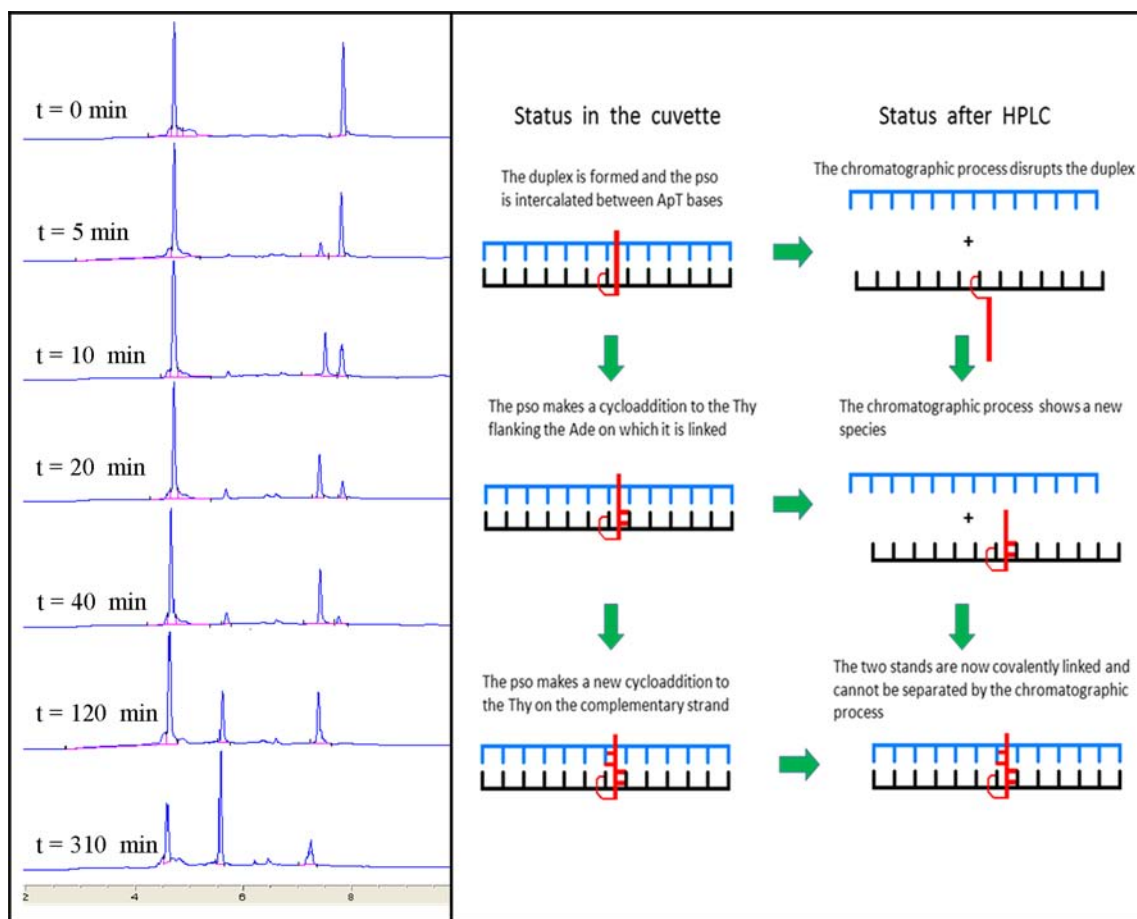 t = 0 min
t = 5 min
t = 10 min
t = 20 min
t = 40 min
t = 120 min
t = 310 min
2 4 6 8
Status in the cuvette
The duplex is formed and the pso
is intercalated between ApT bases
The pso makes a cycloaddition to the Thy
flanking the Ade on which it is linked
The pso makes a new cycloaddition to
the Thy on the complementary strand
Status after HPLC
The chromatographic process disrupts the duplex
+
The chromatographic process shows a new
species
+
The two stands are now covalently linked and
cannot be separated by the chromatographic
process